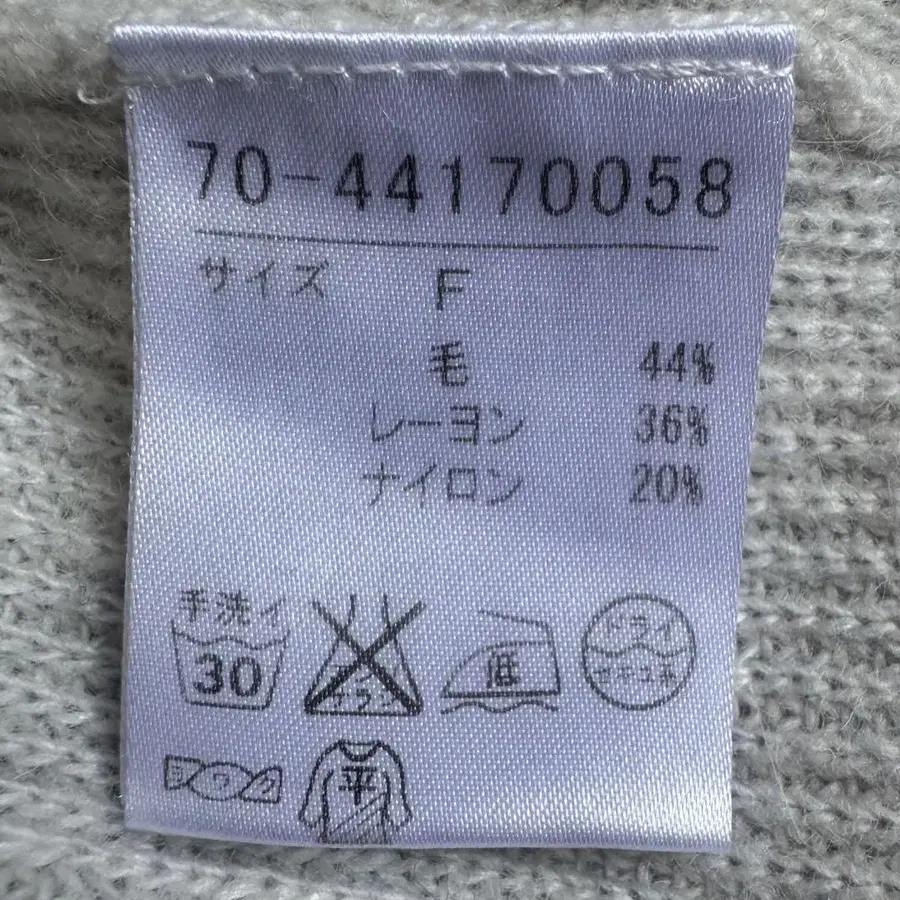 70-44170058
サイズ F
毛 44%
レーヨン 36%
ナイロン 20%
手洗イ
30
低
ドライ
セキユ系
平